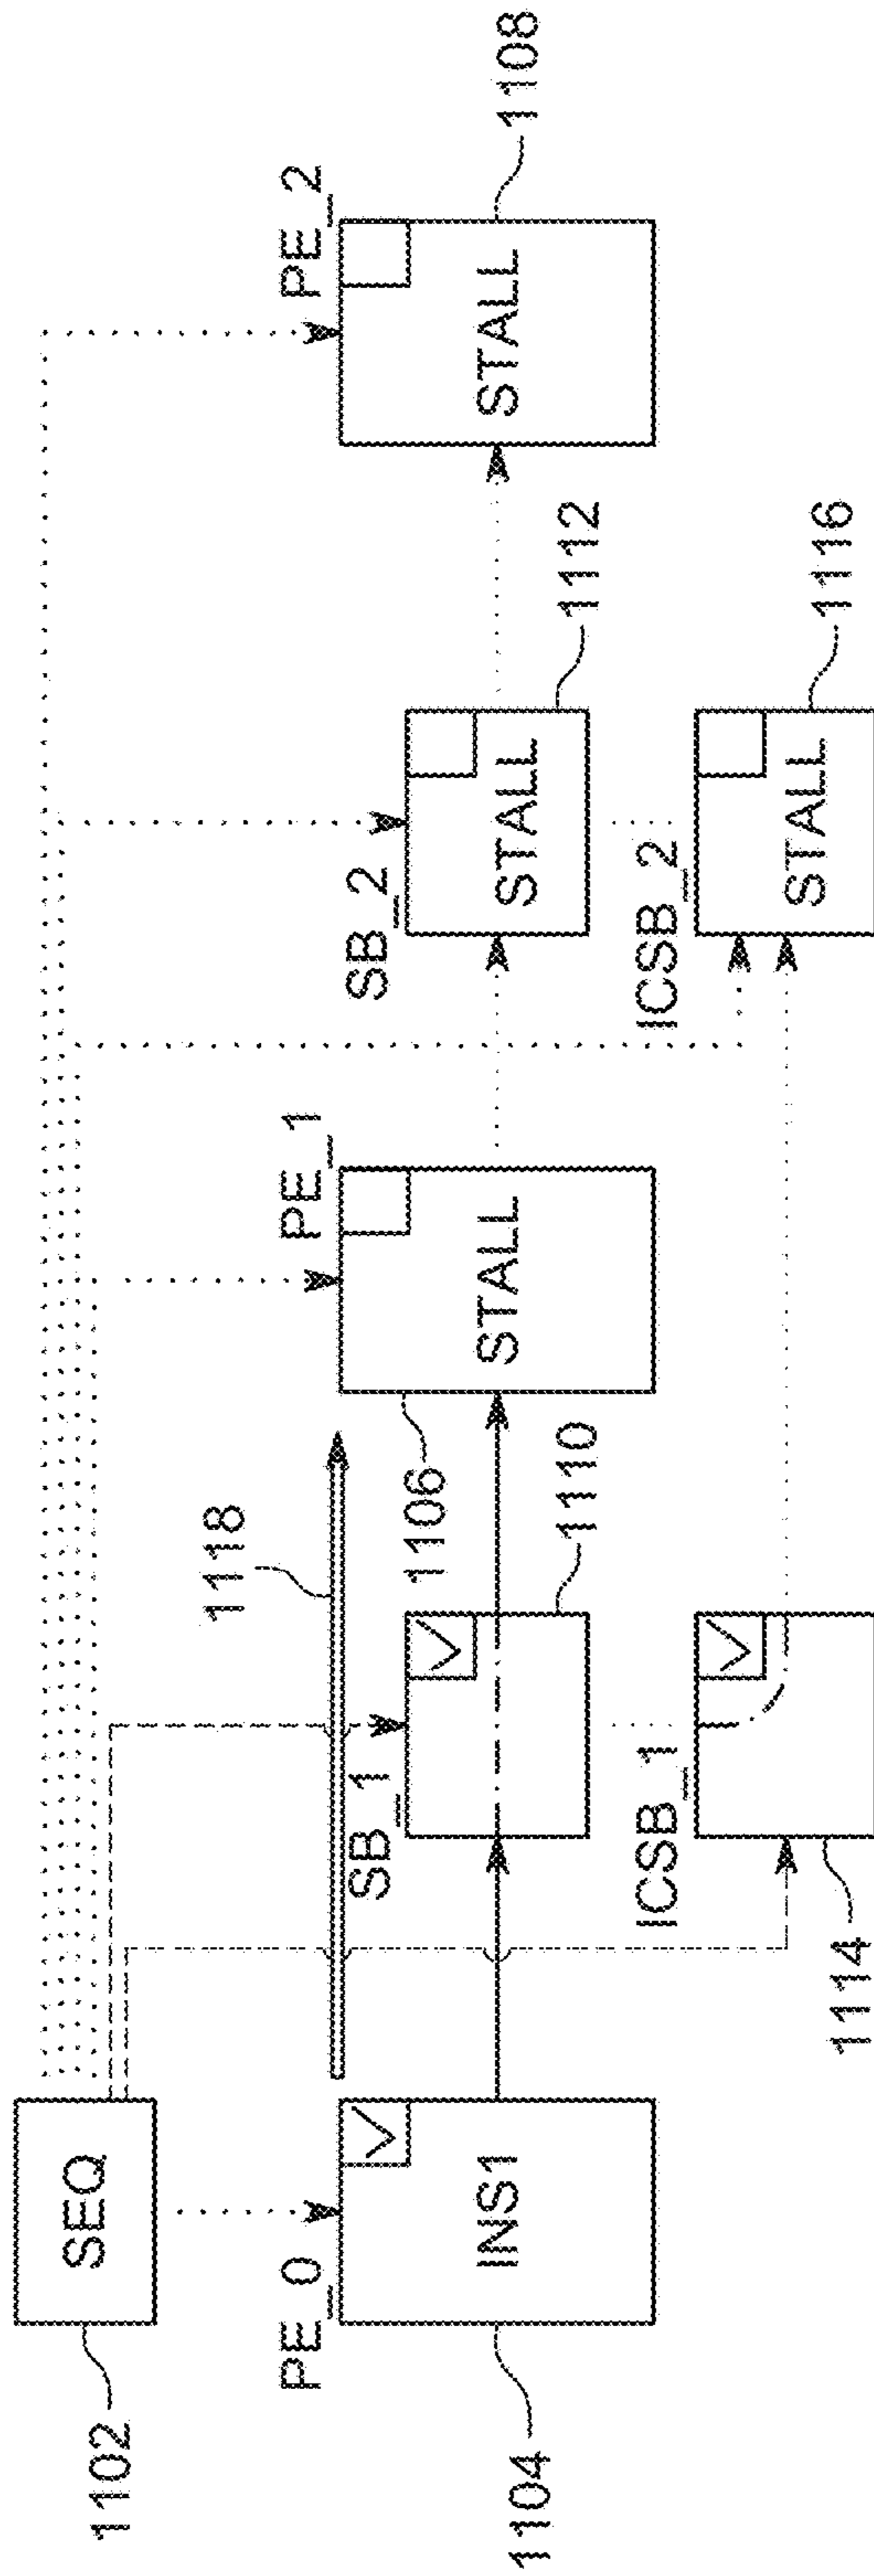 1102
SEQ
PE_0
INS1
V
1104
1118
SB_1
V
1110
ICSB_1
V
1114
PE_1
STALL
1106
SB_2
STALL
1112
ICSB_2
STALL
1116
PE_2
STALL
1108